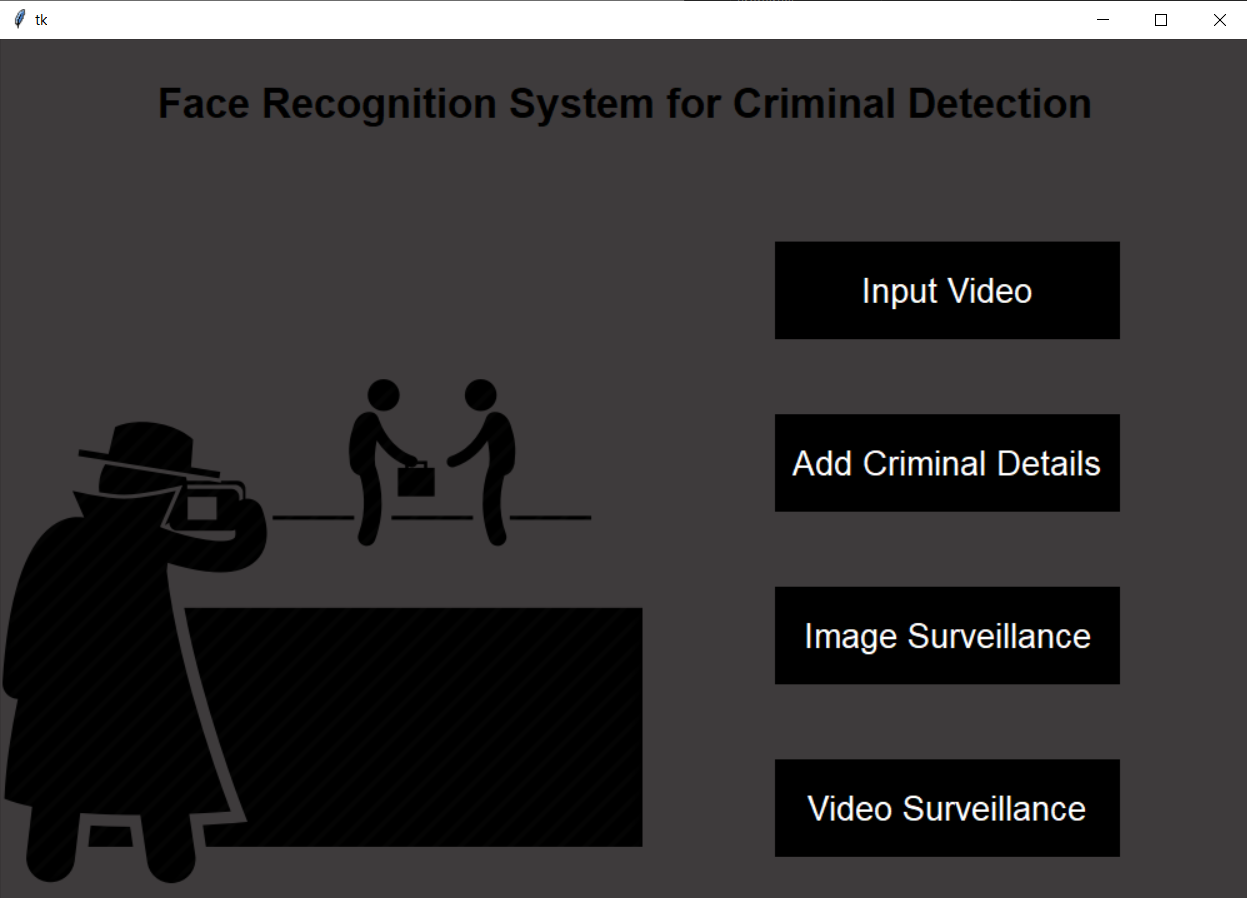 tk
Face Recognition System for Criminal Detection
Input Video
Add Criminal Details
Image Surveillance
Video Surveillance